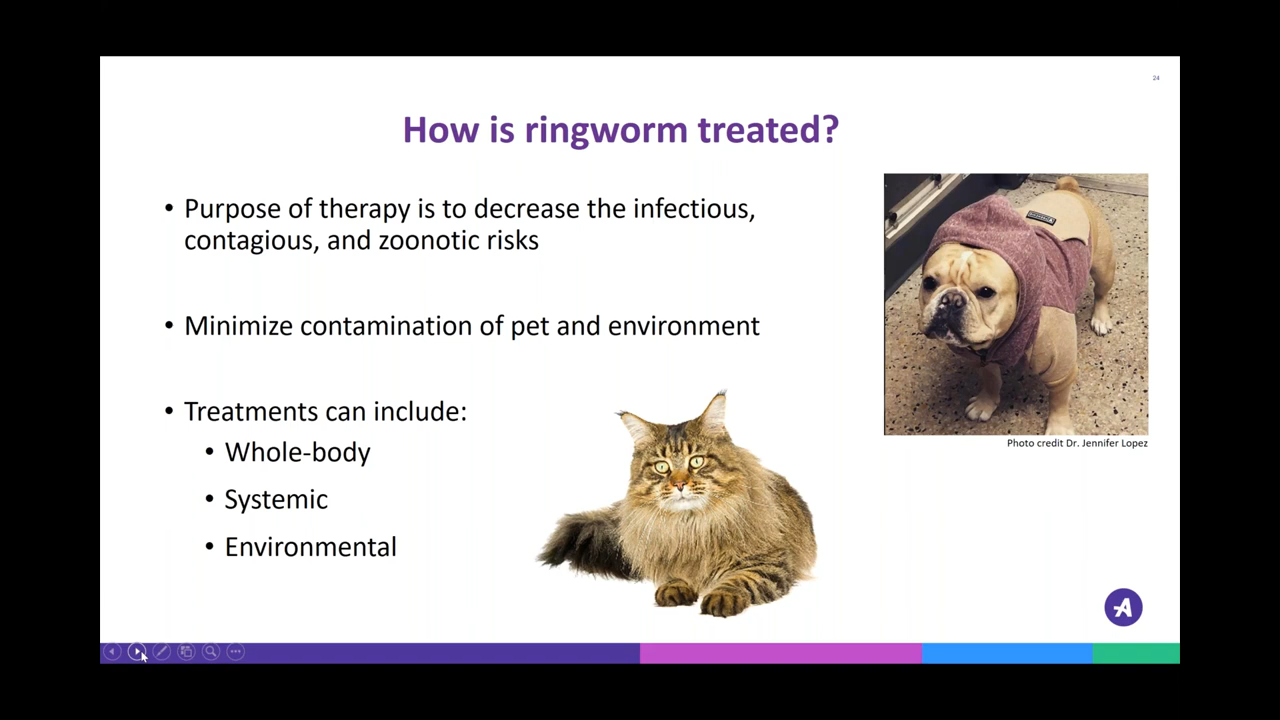 24
How is ringworm treated?
• Purpose of therapy is to decrease the infectious,
contagious, and zoonotic risks
• Minimize contamination of pet and environment
• Treatments can include:
• Whole-body
• Systemic
• Environmental
Photo credit Dr. Jennifer Lopez
A